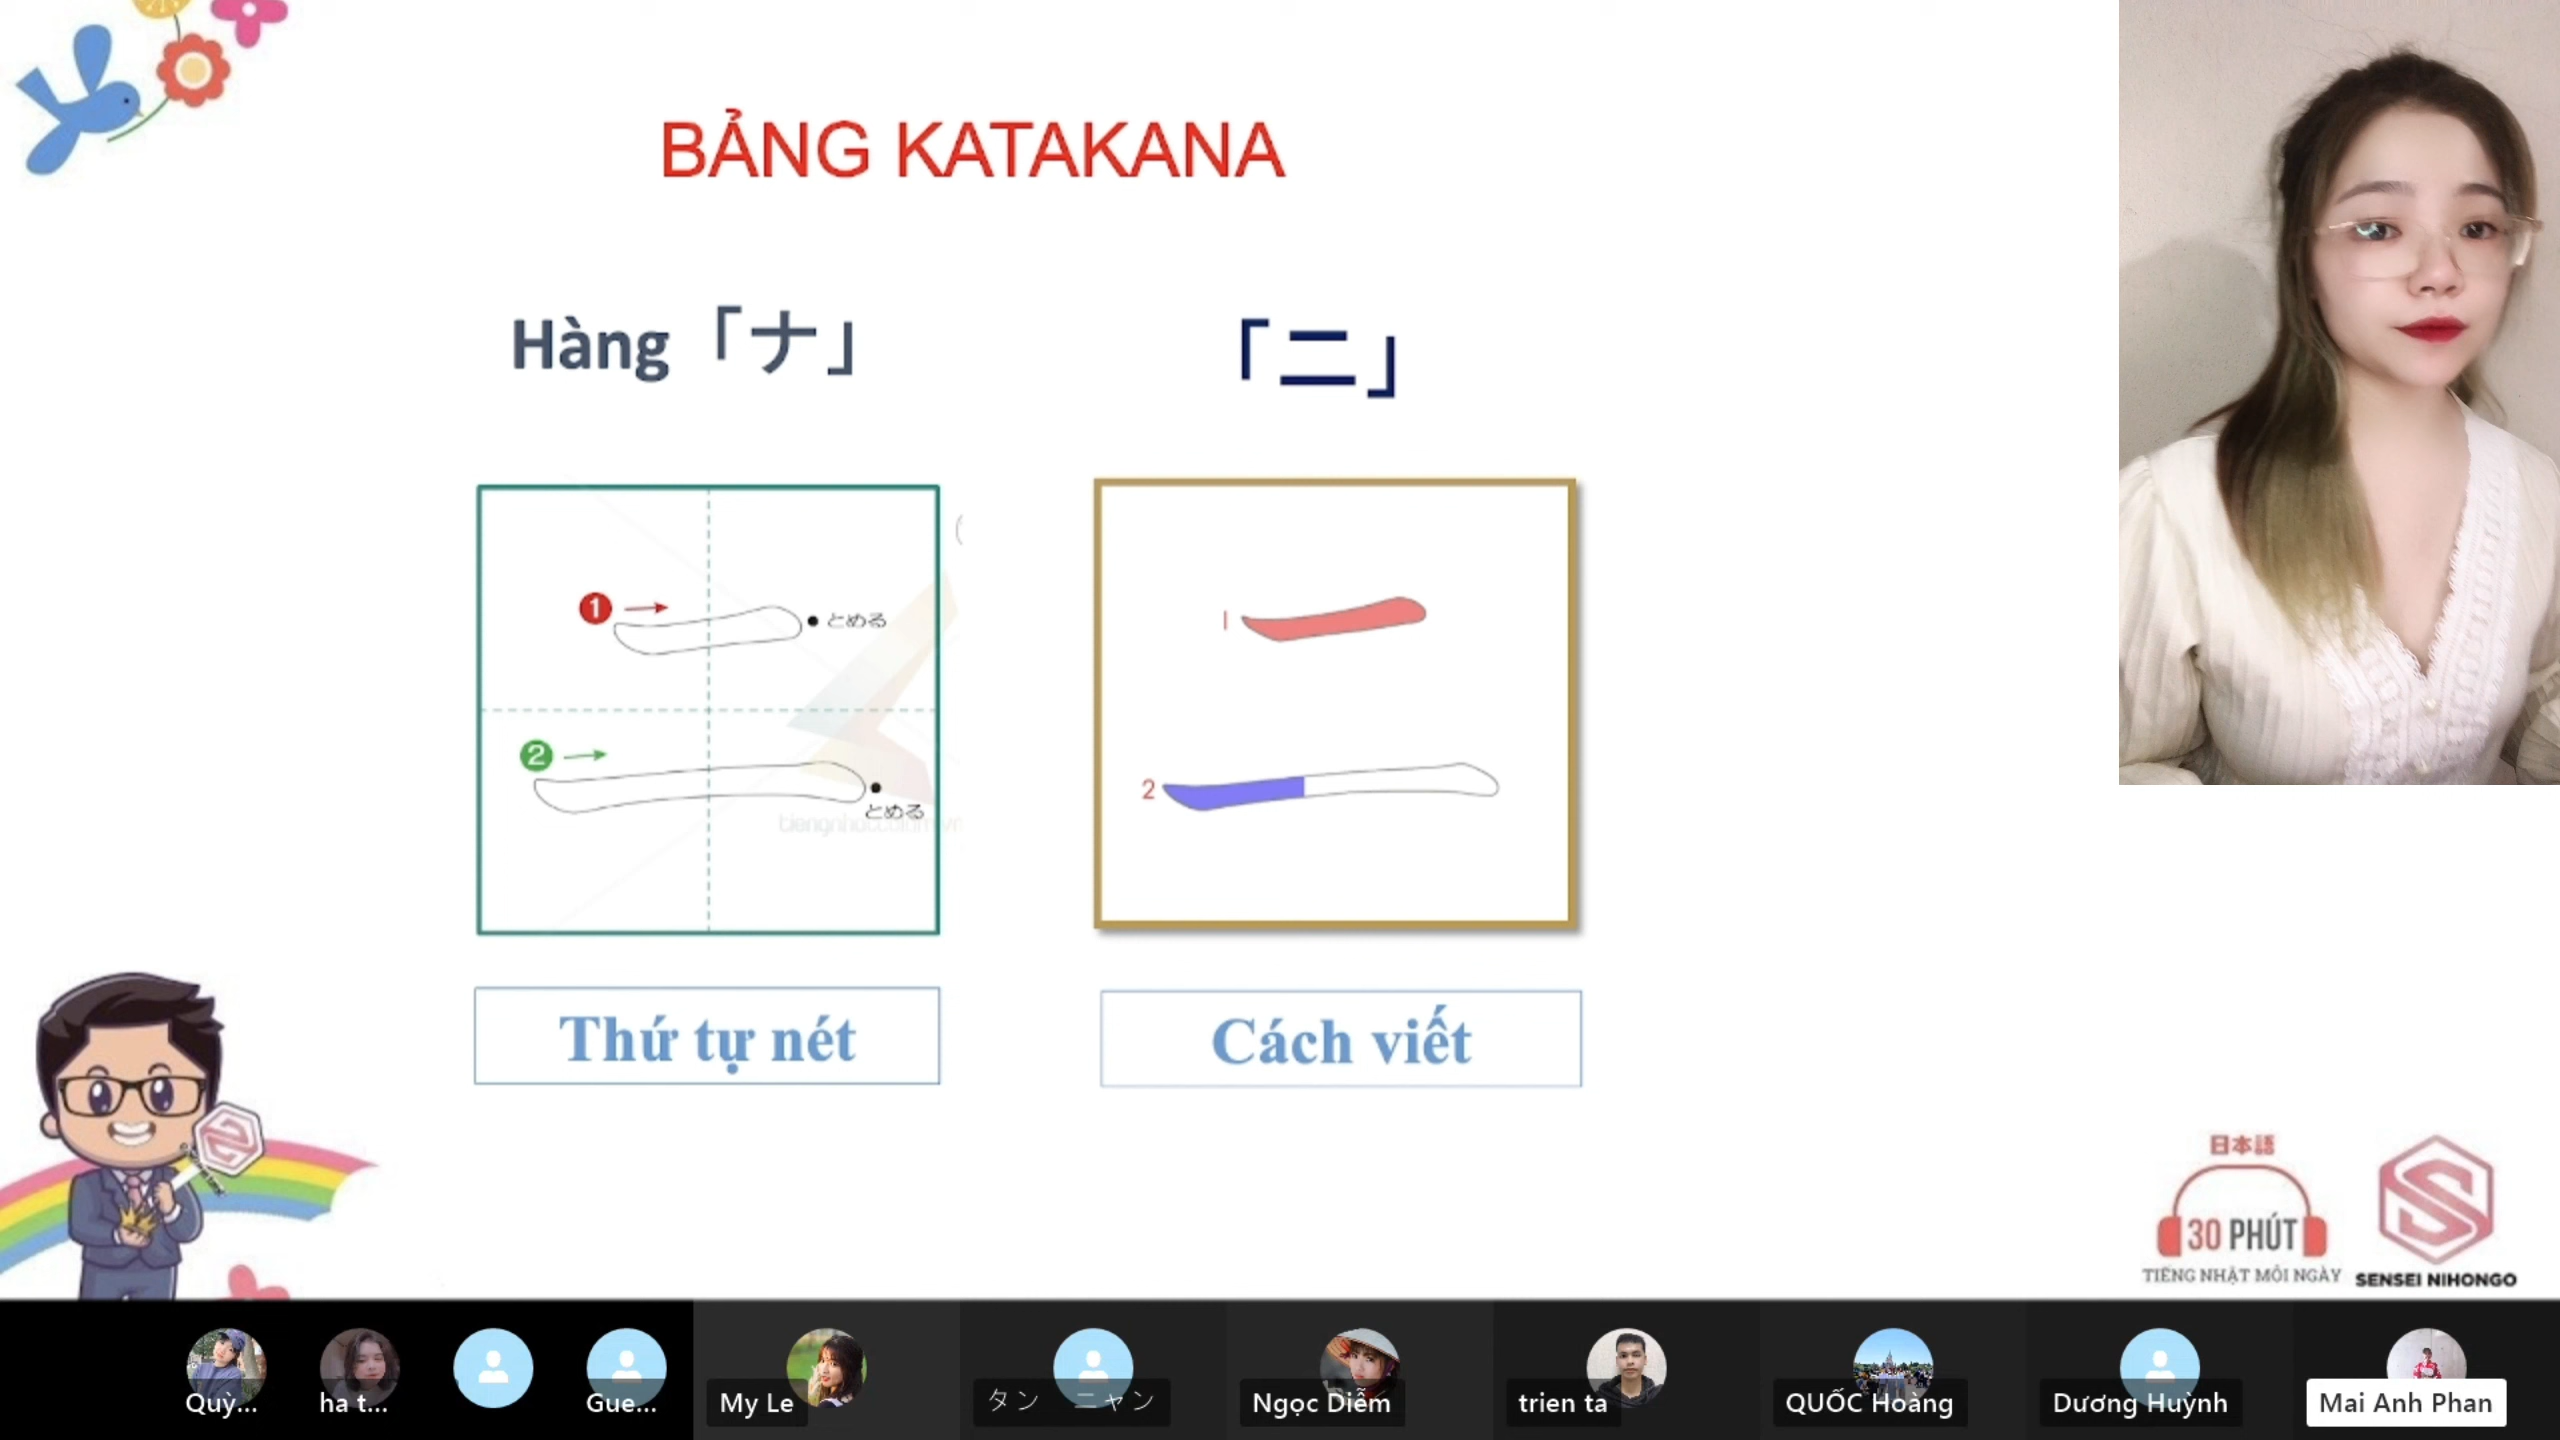 BẢNG KATAKANA
Hàng「ナ」
「ニ」
1
とめる
2
とめる
1
2
Thứ tự nét
Cách viết
日本語
30 PHÚT
TIẾNG NHẬT MỖI NGÀY
SENSEI NIHONGO
Quỳ...
ha t...
Gue...
My Le
タン ニャン
Ngọc Diễm
trien ta
QUỐC Hoàng
Dương Huỳnh
Mai Anh Phan